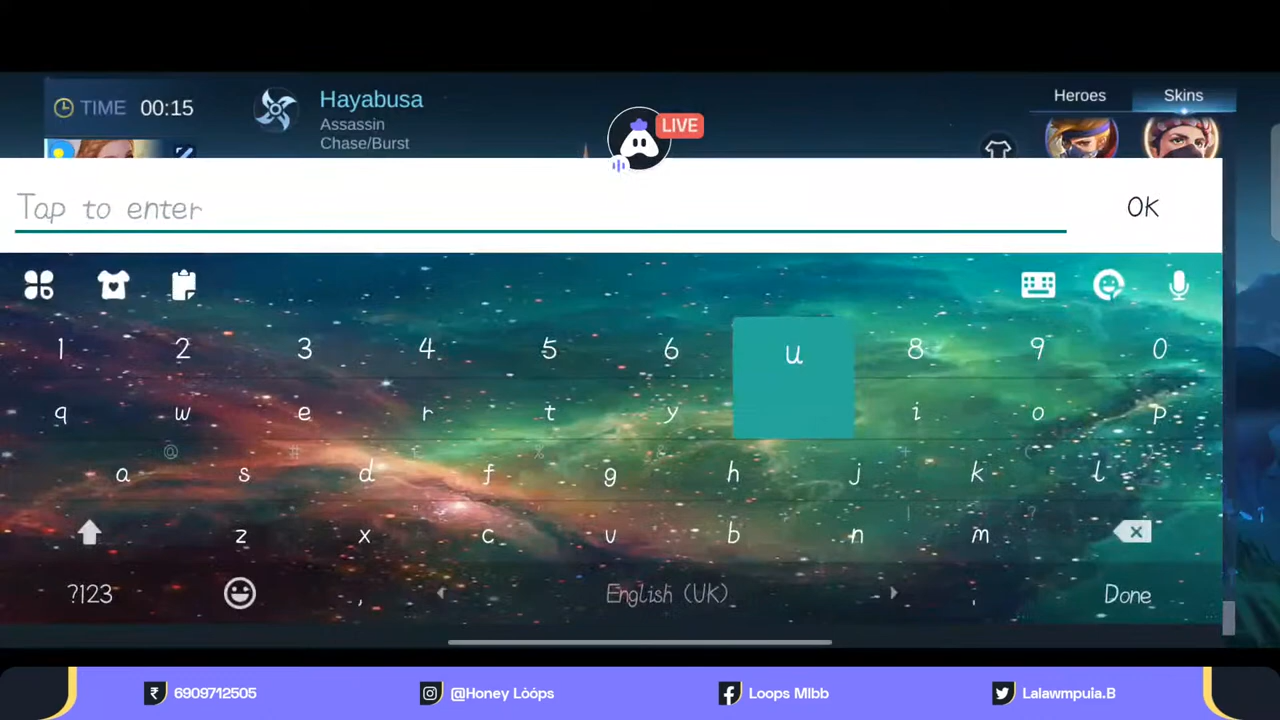 TIME 00:15
Hayabusa
Assassin
Chase/Burst
LIVE
Heroes
Skins
Tap to enter
OK
1 2 3 4 5 6 u 8 9 0
q w e r t y i o p
@ # £ % & + (
a s d f g h j k l
z x c v b n m
?123 , English (UK) . Done
₹ 6909712505
@Honey Lòòps
Loops Mlbb
Lalawmpuia.B